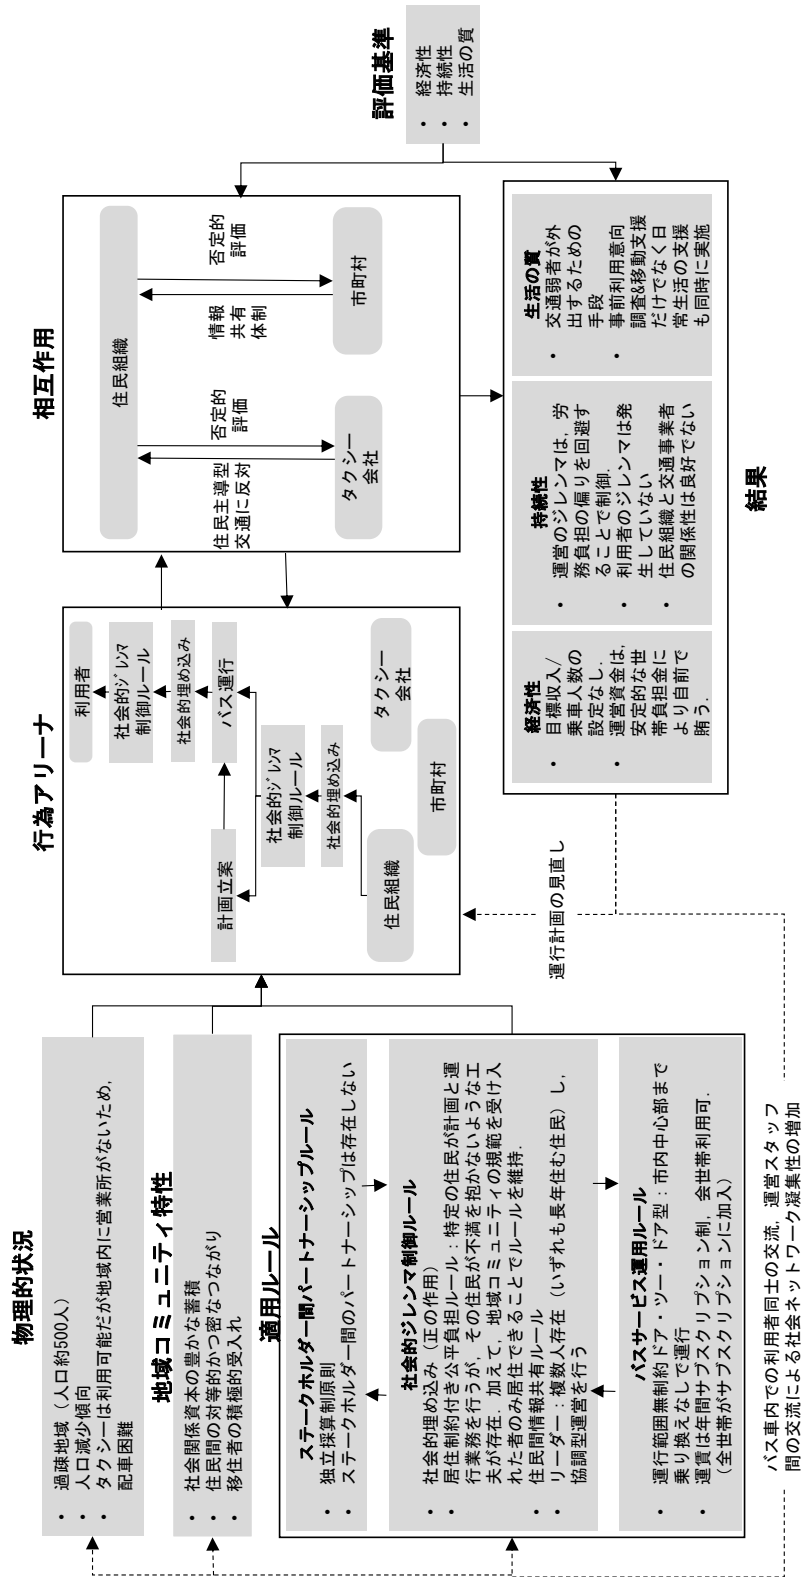 物理的状況
・ 過疎地域（人口約500人）
・ 人口減少傾向
・ タクシーは利用可能だが地域内に営業所がないため，
配車困難
地域コミュニティ特性
・ 社会関係資本の豊かな蓄積
・ 住民間の対等的かつ密なつながり
・ 移住者の積極的受入れ
適用ルール
ステークホルダー間パートナーシップルール
・ 独立採算制原則
・ ステークホルダー間のパートナーシップは存在しない
社会的ジレンマ制御ルール
・ 社会的埋め込み（正の作用）
・ 居住制約付き公平負担ルール：特定の住民が計画と運
行業務を行うが，その住民が不満を抱かないような工
夫が存在．加えて，地域コミュニティの規範を受け入
れた者のみ居住できることでルールを維持．
・ 住民間情報共有ルール
・ リーダー：複数人存在（いずれも長年住む住民）し，
協調型運営を行う
バスサービス運用ルール
・ 運行範囲無制約ドア・ツー・ドア型：市内中心部まで
乗り換えなしで運行
・ 運賃は年間サブスクリプション制，会世帯利用可．
（全世帯がサブスクリプションに加入）
行為アリーナ
利用者
社会的ｼﾞﾚﾝﾏ
制御ルール
社会的埋め込み
バス運行
計画立案
社会的ｼﾞﾚﾝﾏ
制御ルール
社会的埋め込み
住民組織
市町村
タクシー
会社
相互作用
住民組織
住民主導型
交通に反対
否定的
評価
情報
共有
体制
否定的
評価
タクシー
会社
市町村
評価基準
・ 経済性
・ 持続性
・ 生活の質
経済性
・ 目標収入/
乗車人数の
設定なし．
・ 運営資金は，
安定的な世
帯負担金に
より自前で
賄う．
持続性
・ 運営のジレンマは，労
務負担の偏りを回避す
ることで制御．
・ 利用者のジレンマは発
生していない
・ 住民組織と交通事業者
の関係性は良好でない
生活の質
・ 交通弱者が外
出するための
手段
・ 事前利用意向
調査&移動支援
だけでなく日
常生活の支援
も同時に実施
結果
運行計画の見直し
バス車内での利用者同士の交流，運営スタッフ
間の交流による社会ネットワーク凝集性の増加